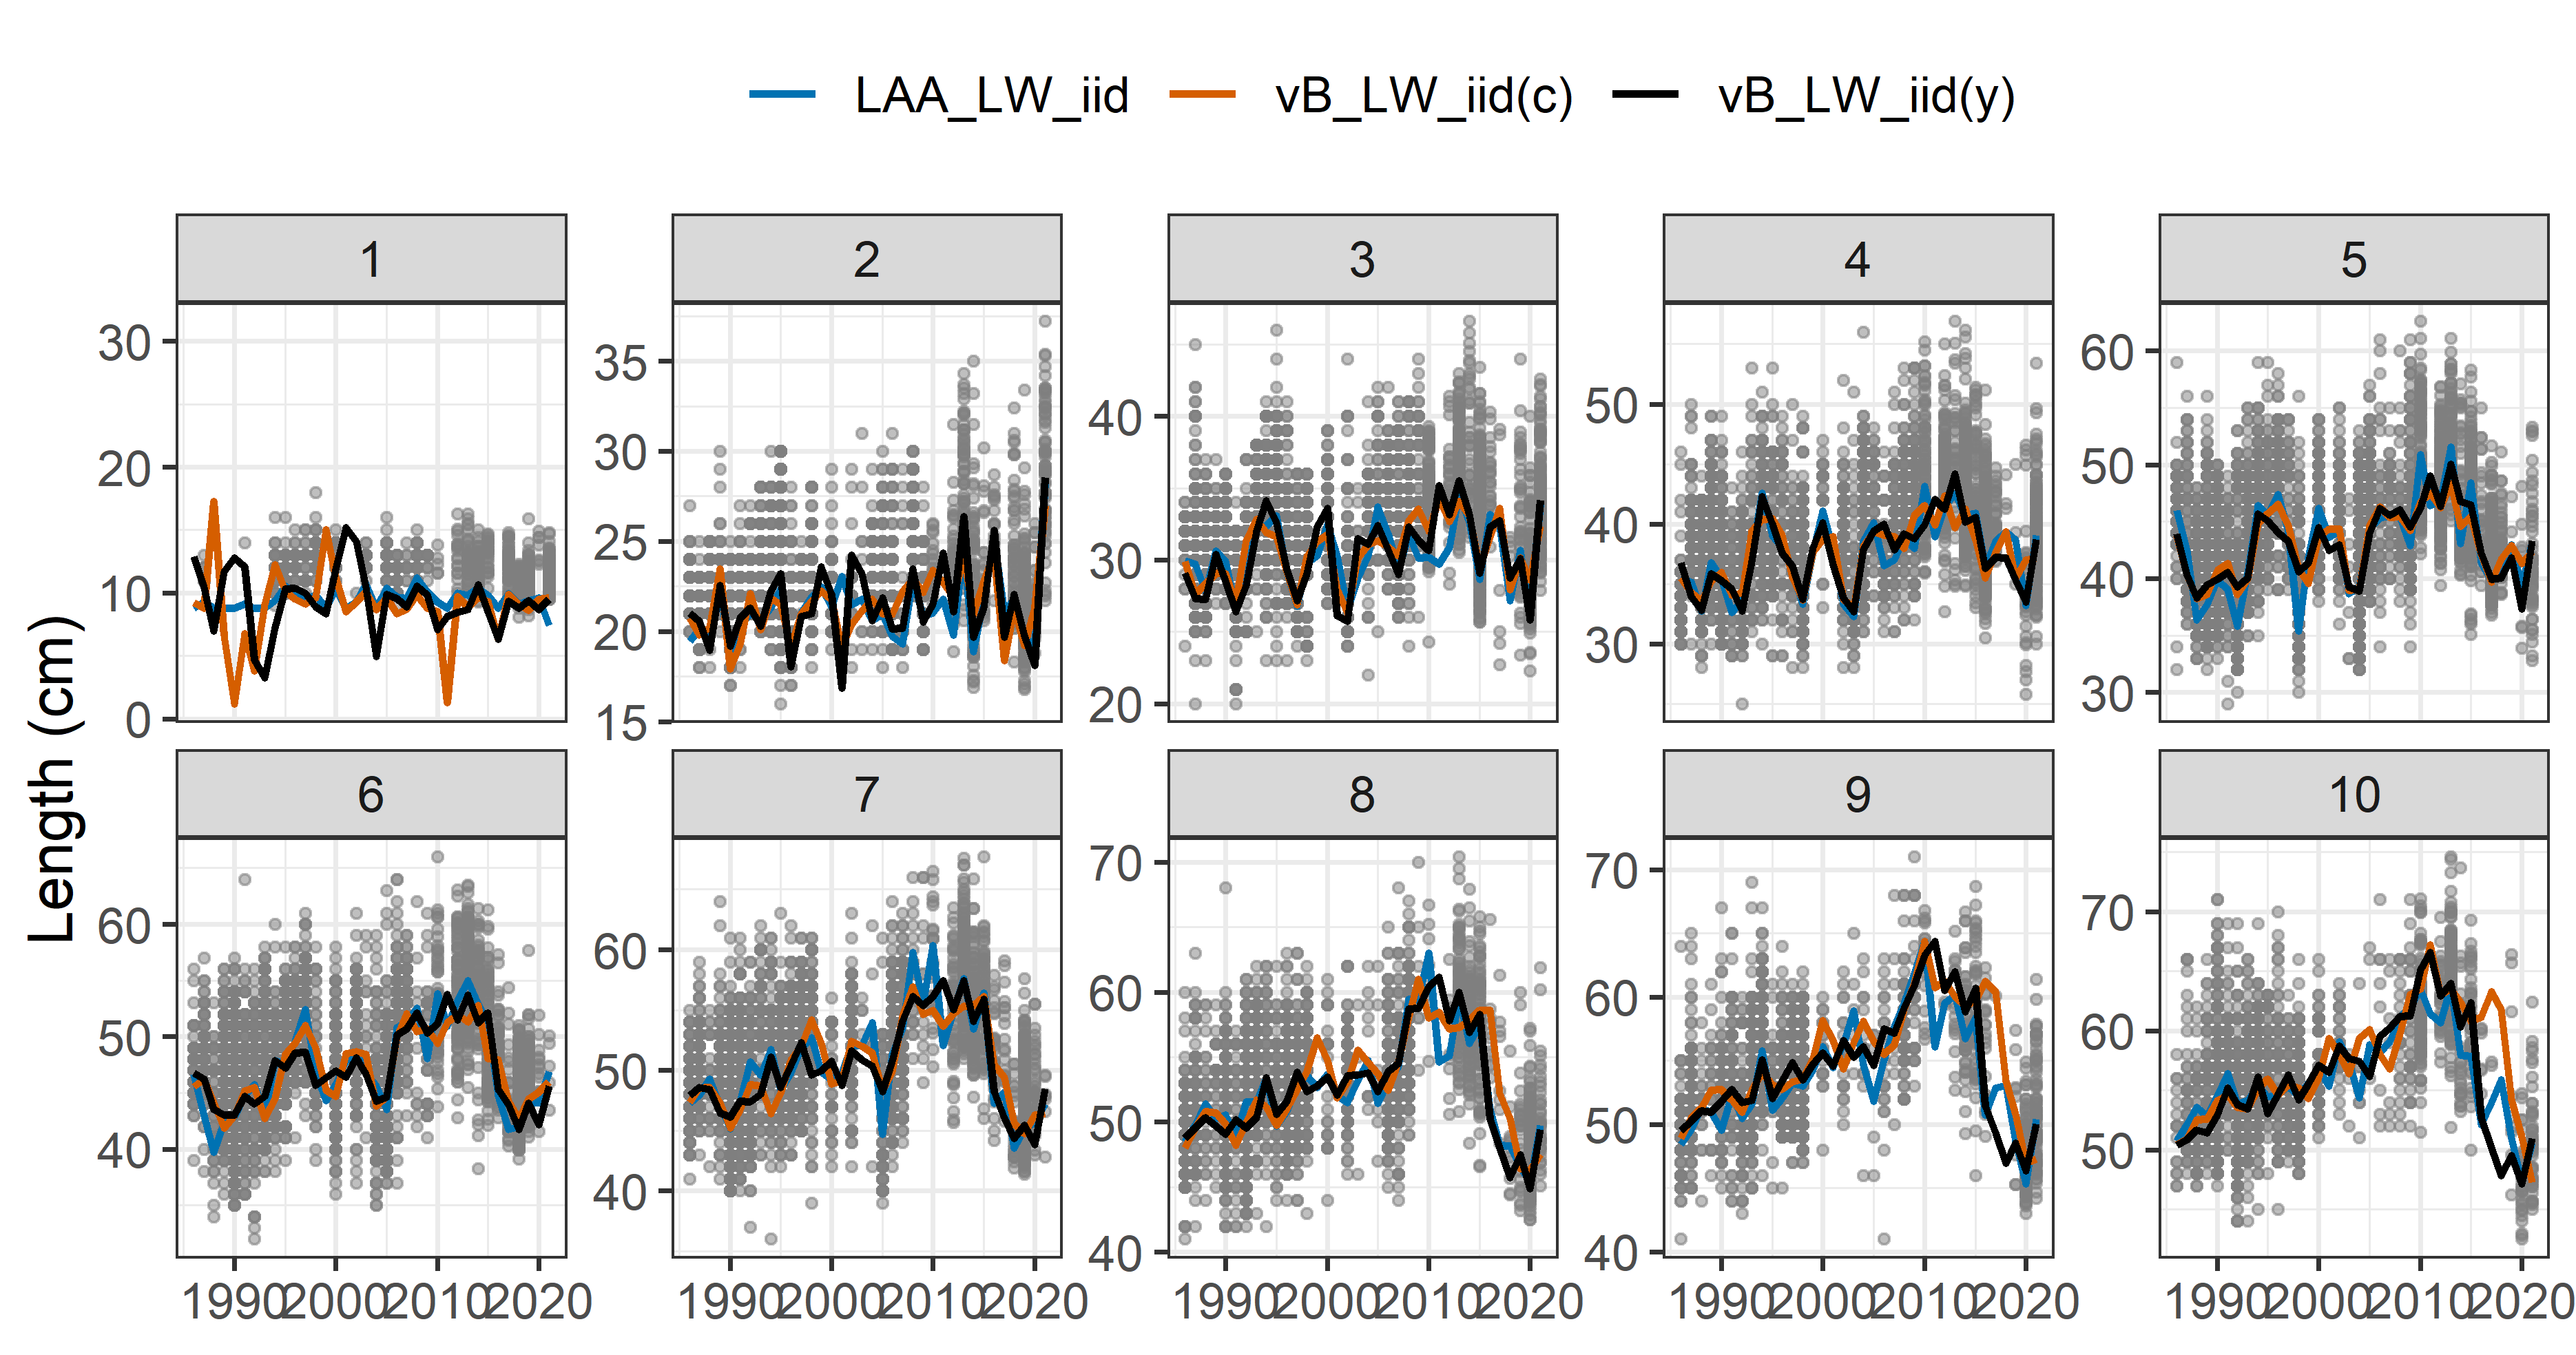 LAA_LW_iid vB_LW_iid(c) vB_LW_iid(y)
1 2 3 4 5
30 20 10 0
35 30 25 20 15
40 30 20
50 40 30
60 50 40 30
Length (cm)
6 7 8 9 10
60 50 40
60 50 40
70 60 50 40
70 60 50 40
70 60 50
1990 2000 2010 2020 1990 2000 2010 2020 1990 2000 2010 2020 1990 2000 2010 2020 1990 2000 2010 2020